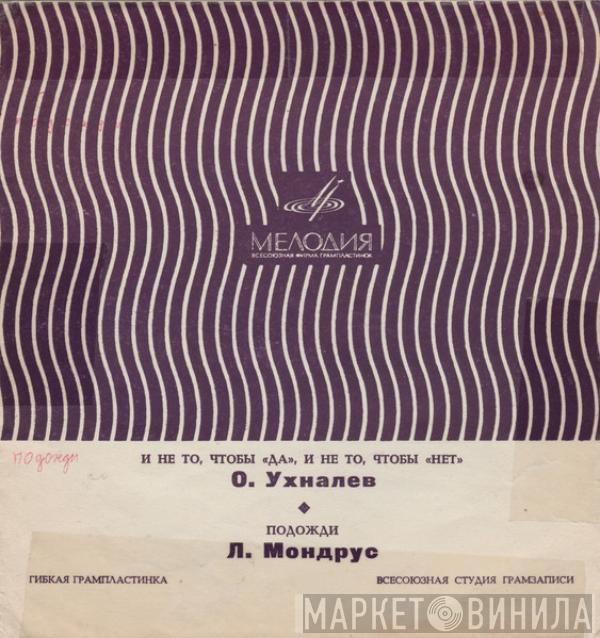 МЕЛОДИЯ
ВСЕСОЮЗНАЯ ФИРМА ГРАМПЛАСТИНОК
И НЕ ТО, ЧТОБЫ «ДА», И НЕ ТО, ЧТОБЫ «НЕТ»
подожди
О. Ухналев
ПОДОЖДИ
Л. Мондрус
ГИБКАЯ ГРАМПЛАСТИНКА
ВСЕСОЮЗНАЯ СТУДИЯ ГРАМЗАПИСИ
МАРКЕТ ВИНИЛА